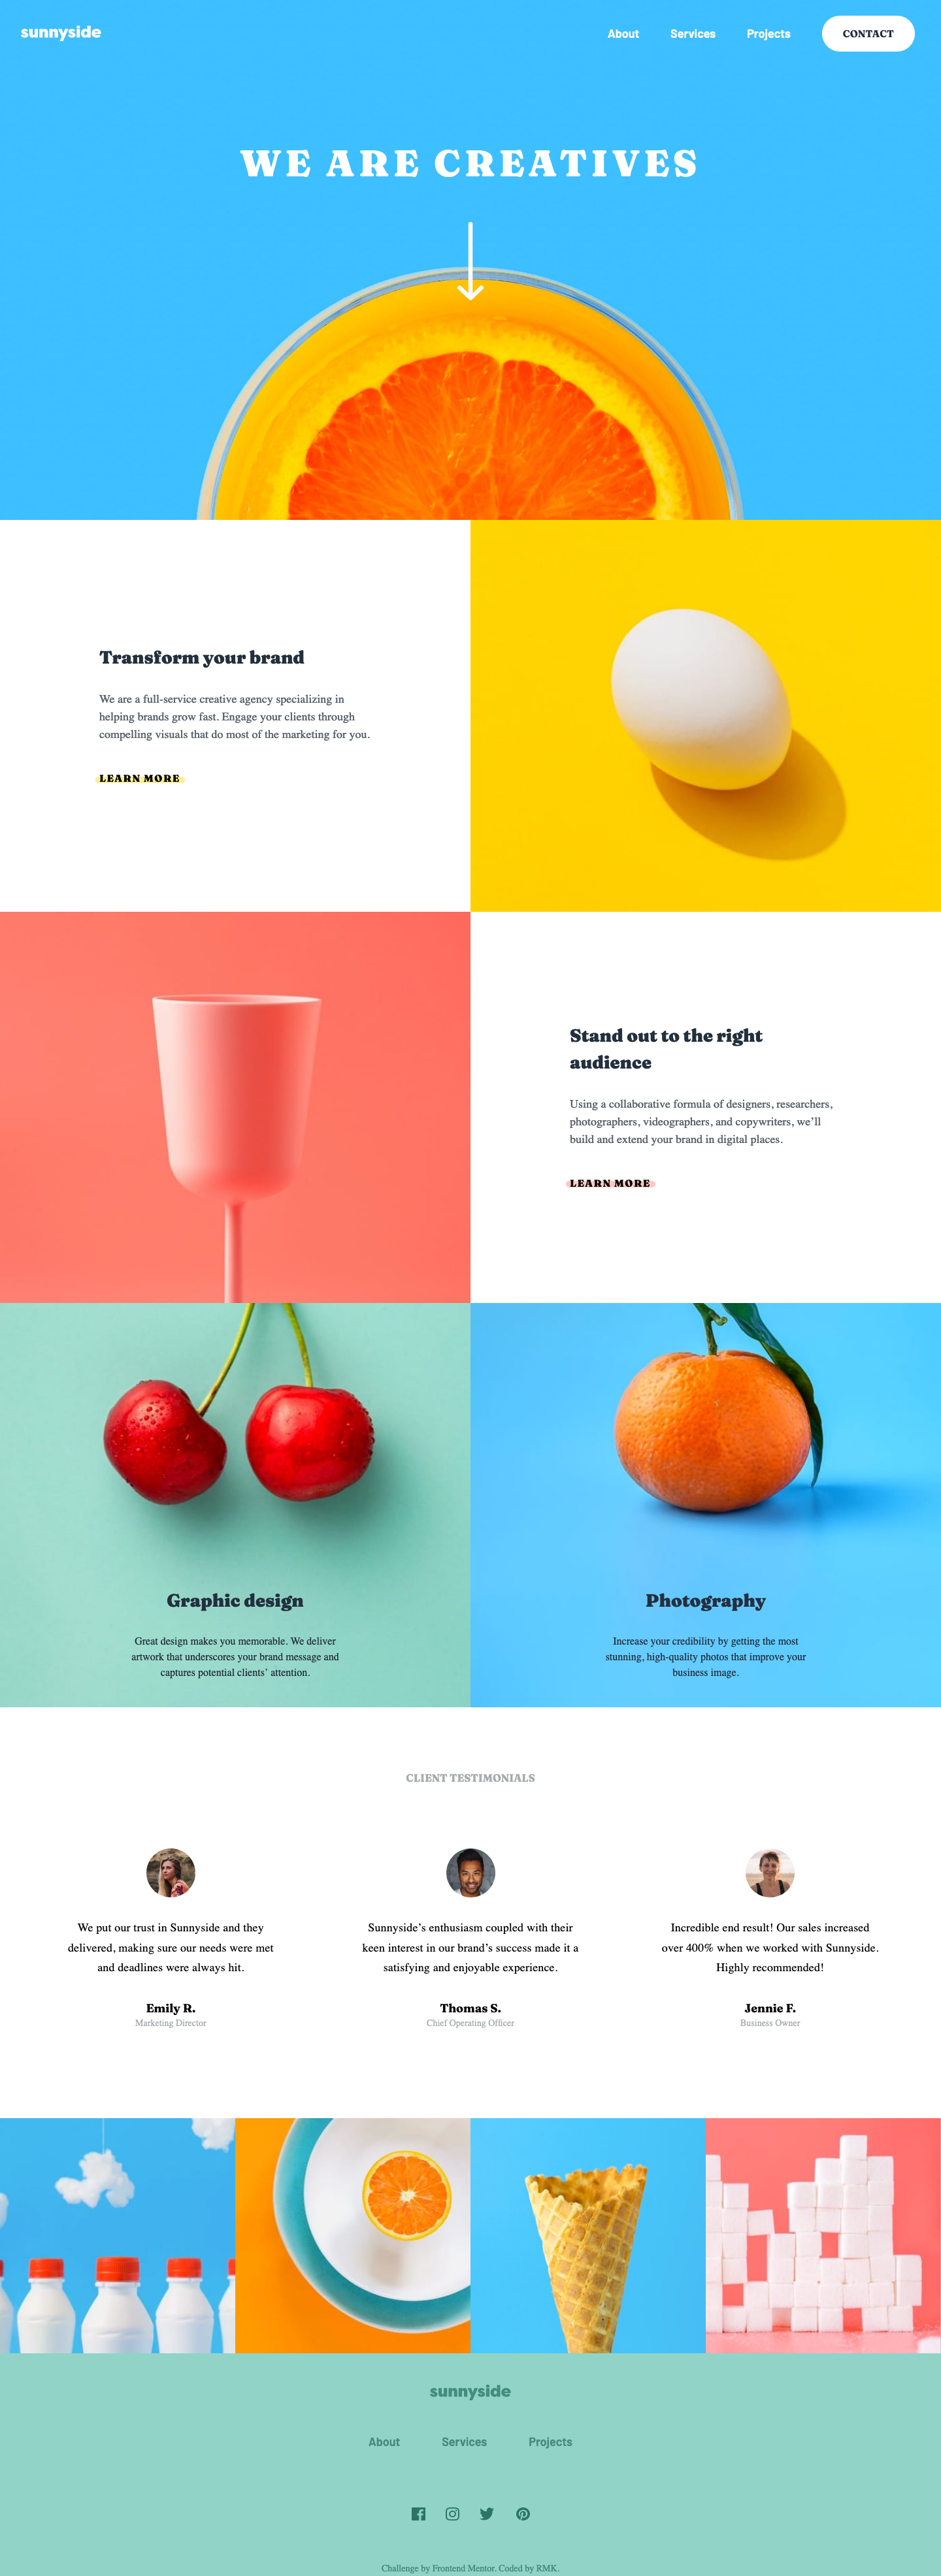 sunnyside
About Services Projects CONTACT
WE ARE CREATIVES
Transform your brand
We are a full-service creative agency specializing in
helping brands grow fast. Engage your clients through
compelling visuals that do most of the marketing for you.
LEARN MORE
Stand out to the right
audience
Using a collaborative formula of designers, researchers,
photographers, videographers, and copywriters, we’ll
build and extend your brand in digital places.
LEARN MORE
Graphic design
Great design makes you memorable. We deliver
artwork that underscores your brand message and
captures potential clients’ attention.
Photography
Increase your credibility by getting the most
stunning, high-quality photos that improve your
business image.
CLIENT TESTIMONIALS
We put our trust in Sunnyside and they
delivered, making sure our needs were met
and deadlines were always hit.
Emily R.
Marketing Director
Sunnyside’s enthusiasm coupled with their
keen interest in our brand’s success made it a
satisfying and enjoyable experience.
Thomas S.
Chief Operating Officer
Incredible end result! Our sales increased
over 400% when we worked with Sunnyside.
Highly recommended!
Jennie F.
Business Owner
sunnyside
About Services Projects
Challenge by Frontend Mentor. Coded by RMK.